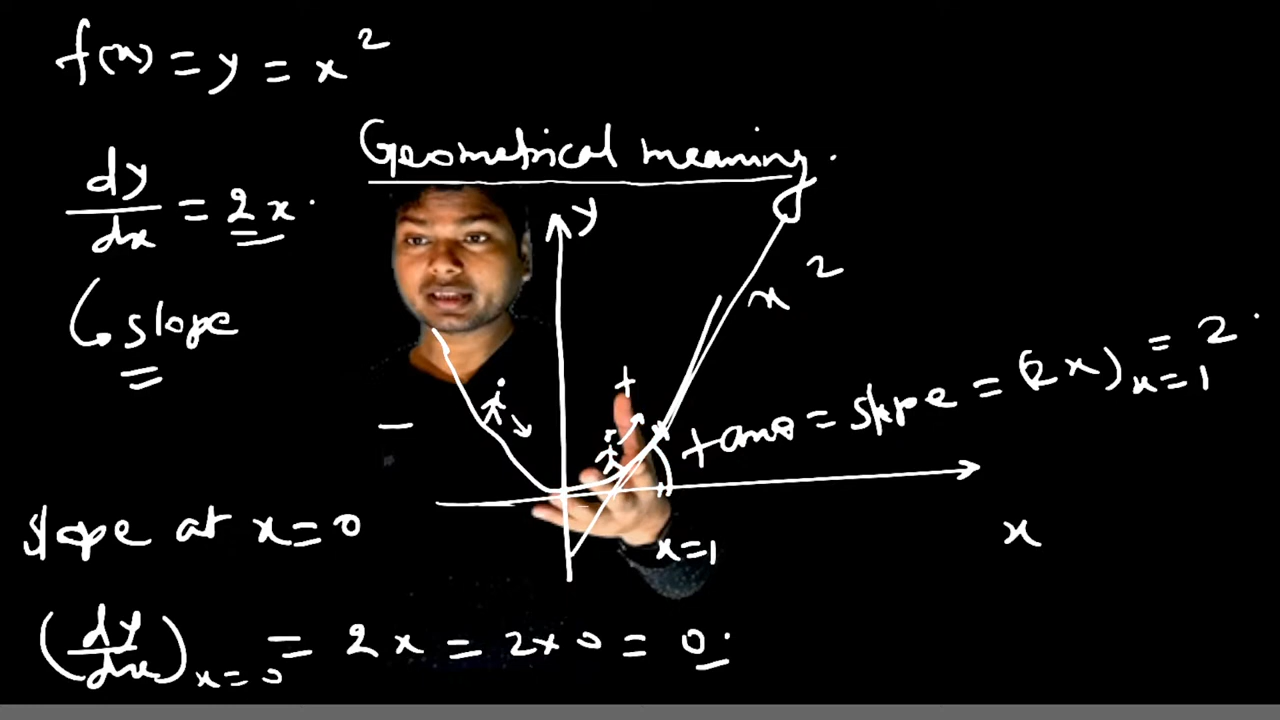 f(x) = y = x²
Geometrical meaning.
dy/dx = 2x.
slope
y
x²
+
-
tanθ = slope = (2x)x=1 = 2.
x=1
x
slope at x=0
(dy/dx)x=0 = 2x = 2×0 = 0.